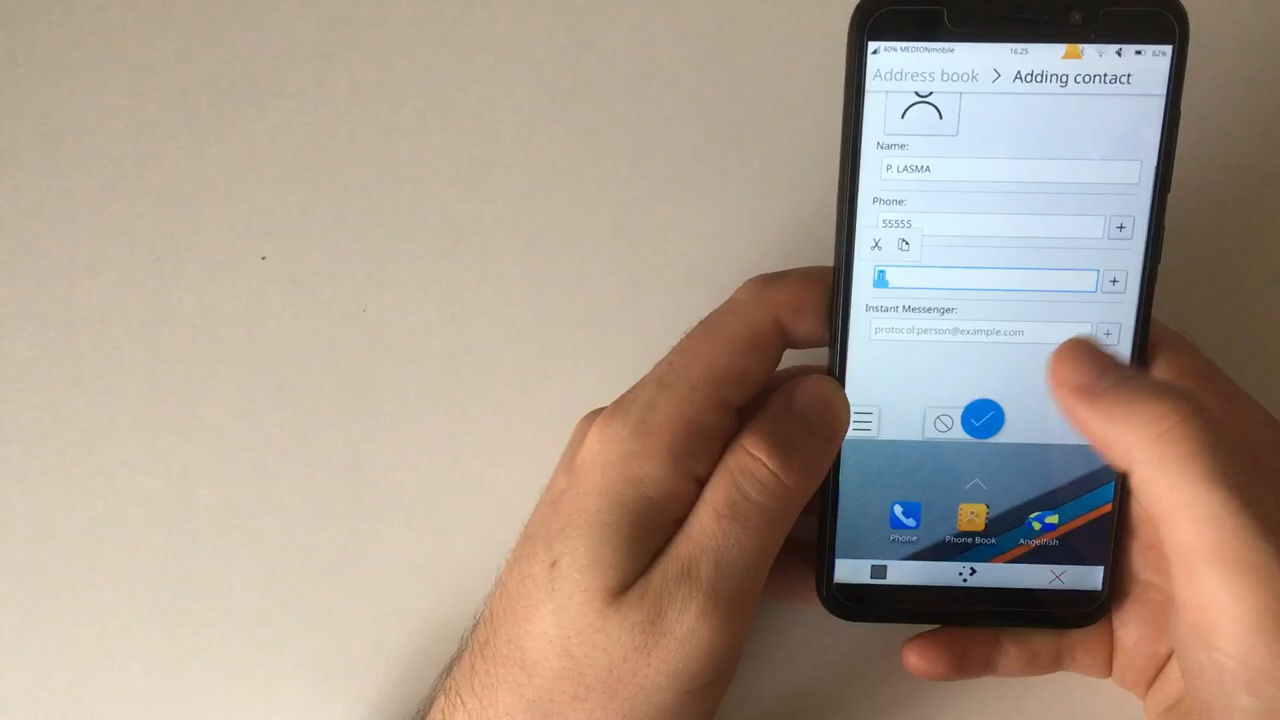 40% MEDIONmobile 16:25 62%
Address book > Adding contact
Name:
P. LASMA
Phone:
55555
Instant Messenger:
protocol:person@example.com
Phone
Phone Book
Angelfish